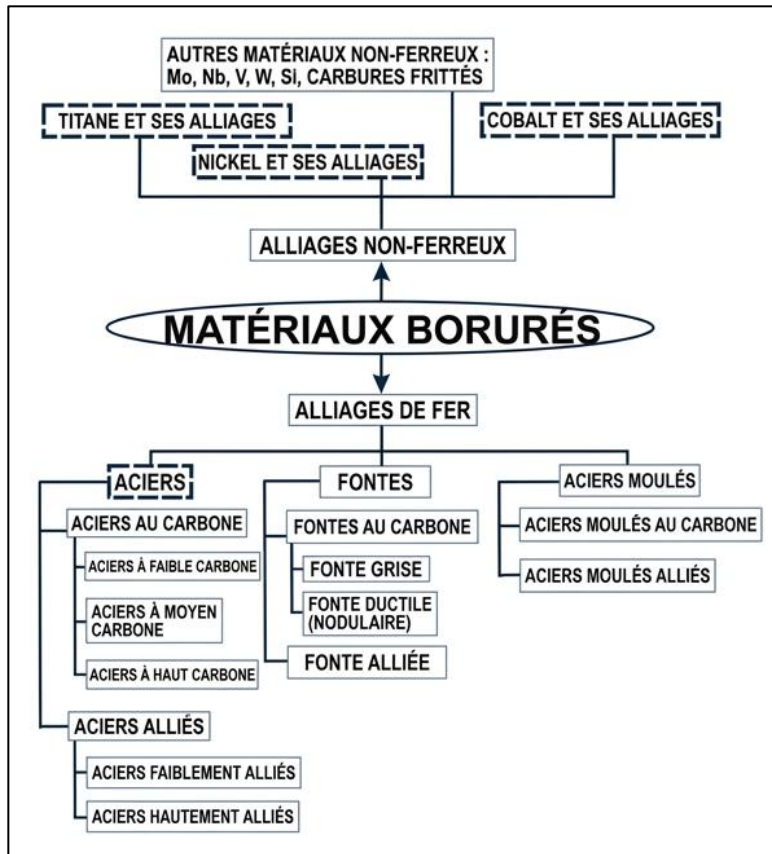 AUTRES MATÉRIAUX NON-FERREUX :
Mo, Nb, V, W, Si, CARBURES FRITTÉS
TITANE ET SES ALLIAGES
COBALT ET SES ALLIAGES
NICKEL ET SES ALLIAGES
ALLIAGES NON-FERREUX
MATÉRIAUX BORURÉS
ALLIAGES DE FER
ACIERS
FONTES
ACIERS MOULÉS
ACIERS AU CARBONE
FONTES AU CARBONE
ACIERS MOULÉS AU CARBONE
ACIERS À FAIBLE CARBONE
FONTE GRISE
ACIERS MOULÉS ALLIÉS
ACIERS À MOYEN
CARBONE
FONTE DUCTILE
(NODULAIRE)
ACIERS À HAUT CARBONE
FONTE ALLIÉE
ACIERS ALLIÉS
ACIERS FAIBLEMENT ALLIÉS
ACIERS HAUTEMENT ALLIÉS